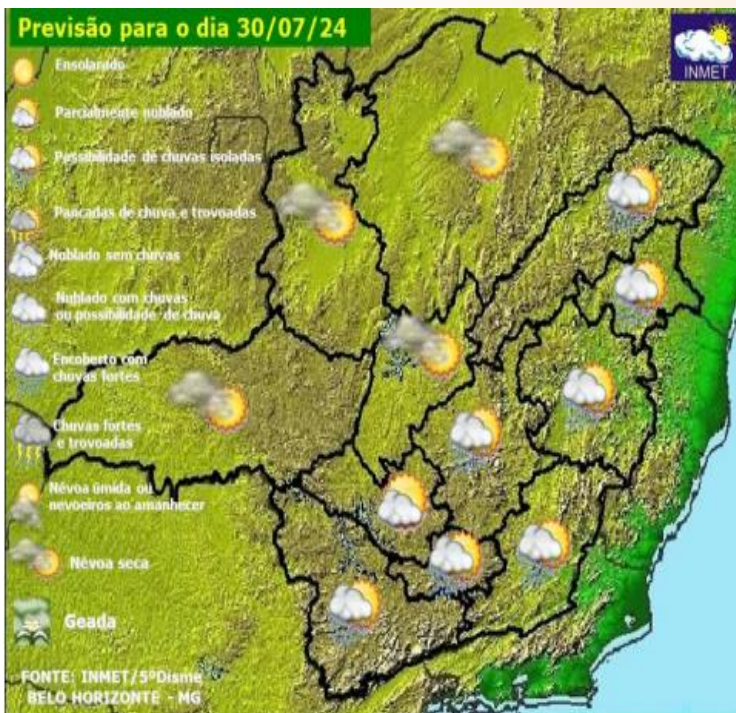 Previsão para o dia 30/07/24
INMET
Ensolarado
Parcialmente nublado
Possibilidade de chuvas isoladas
Pancadas de chuva e trovoadas
Nublado sem chuvas
Nublado com chuvas
ou possibilidade de chuva
Encoberto com
chuvas fortes
Chuvas fortes
e trovoadas
Névoa úmida ou
nevoeiros ao amanhecer
Névoa seca
Geada
FONTE: INMET/5ºDisme
BELO HORIZONTE - MG